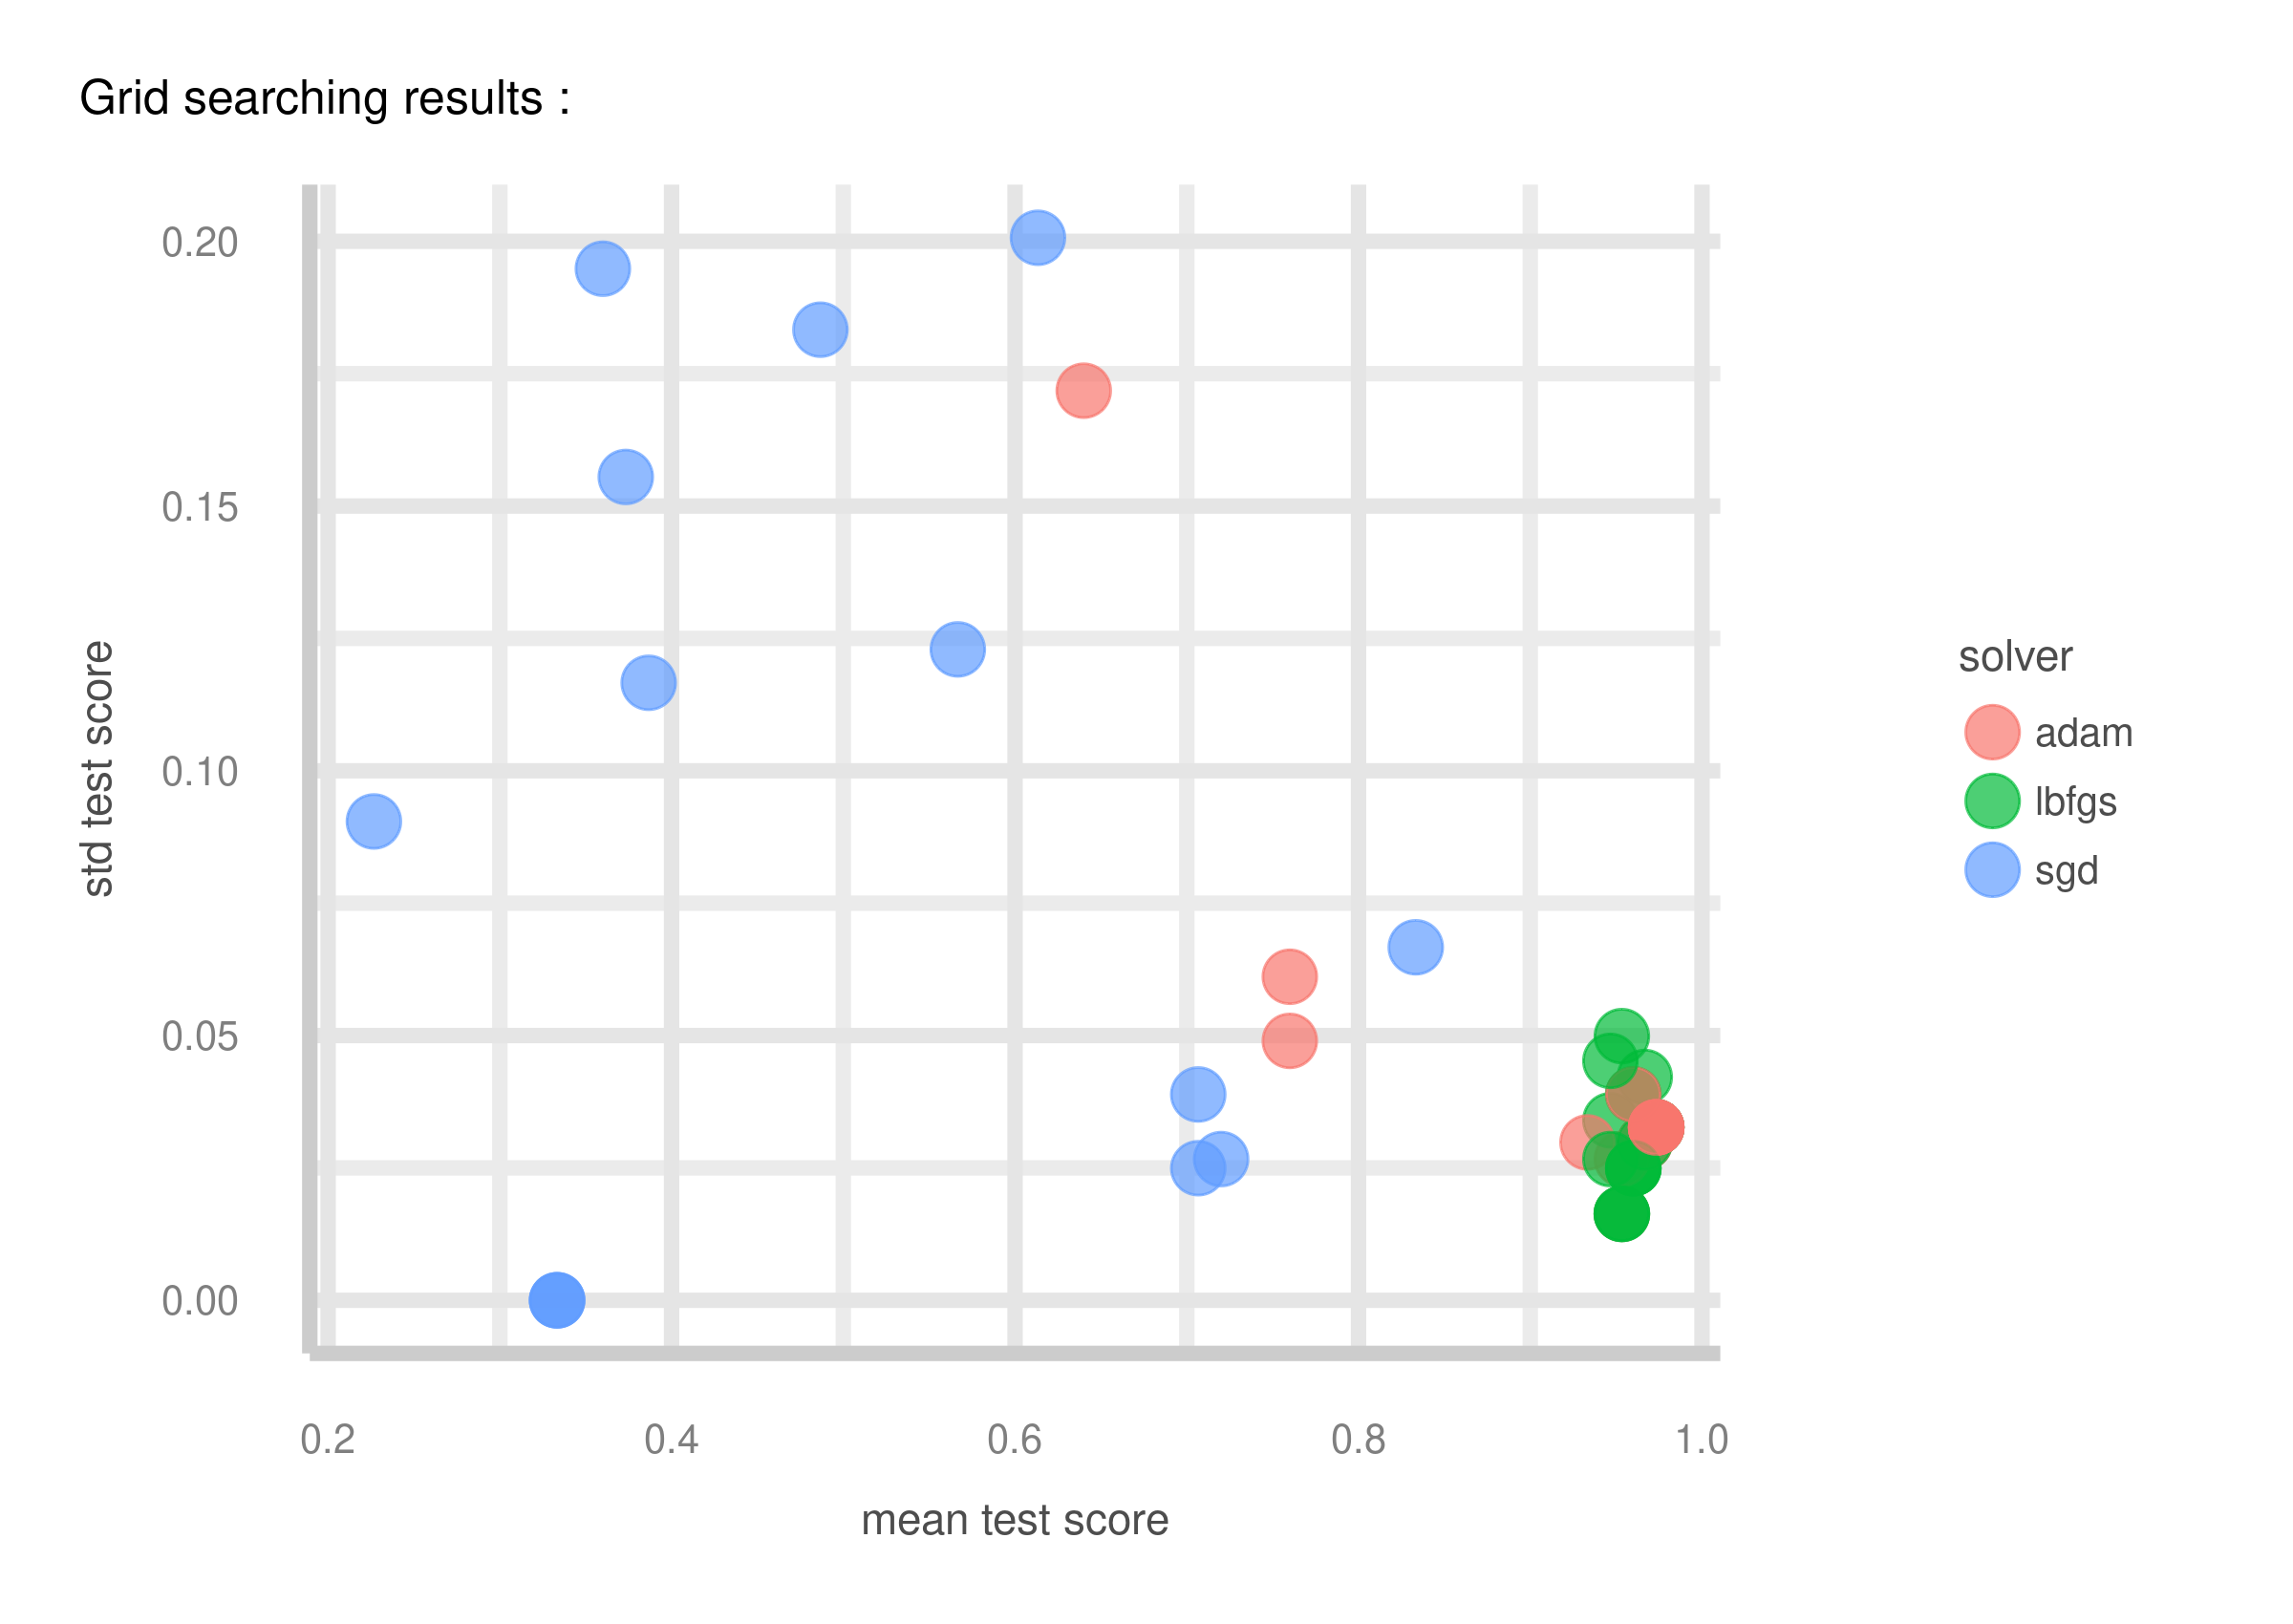 Grid searching results :
0.20
0.15
0.10
0.05
0.00
std test score
0.2 0.4 0.6 0.8 1.0
mean test score
solver
adam
lbfgs
sgd